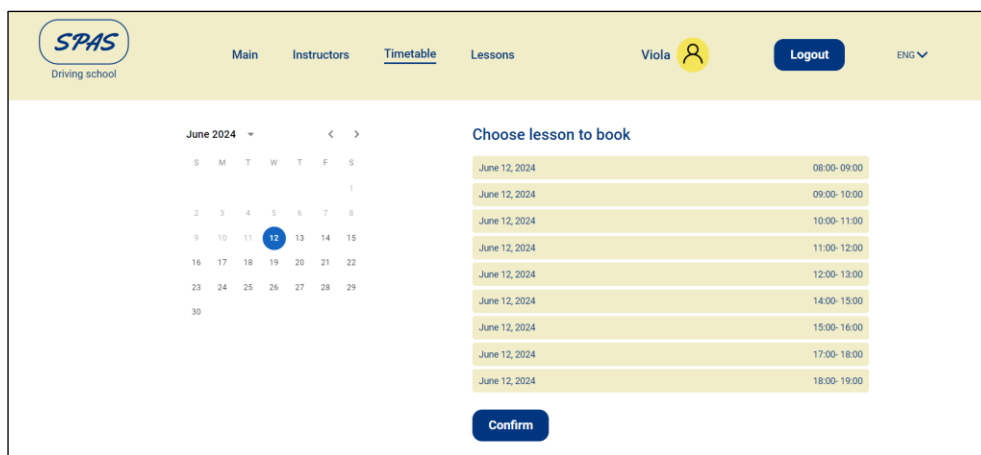 SPAS
Driving school
Main Instructors Timetable Lessons Viola Logout ENG
June 2024
S M T W T F S
1
2 3 4 5 6 7 8
9 10 11 12 13 14 15
16 17 18 19 20 21 22
23 24 25 26 27 28 29
30
Choose lesson to book
June 12, 2024 08:00- 09:00
June 12, 2024 09:00- 10:00
June 12, 2024 10:00- 11:00
June 12, 2024 11:00- 12:00
June 12, 2024 12:00- 13:00
June 12, 2024 14:00- 15:00
June 12, 2024 15:00- 16:00
June 12, 2024 17:00- 18:00
June 12, 2024 18:00- 19:00
Confirm